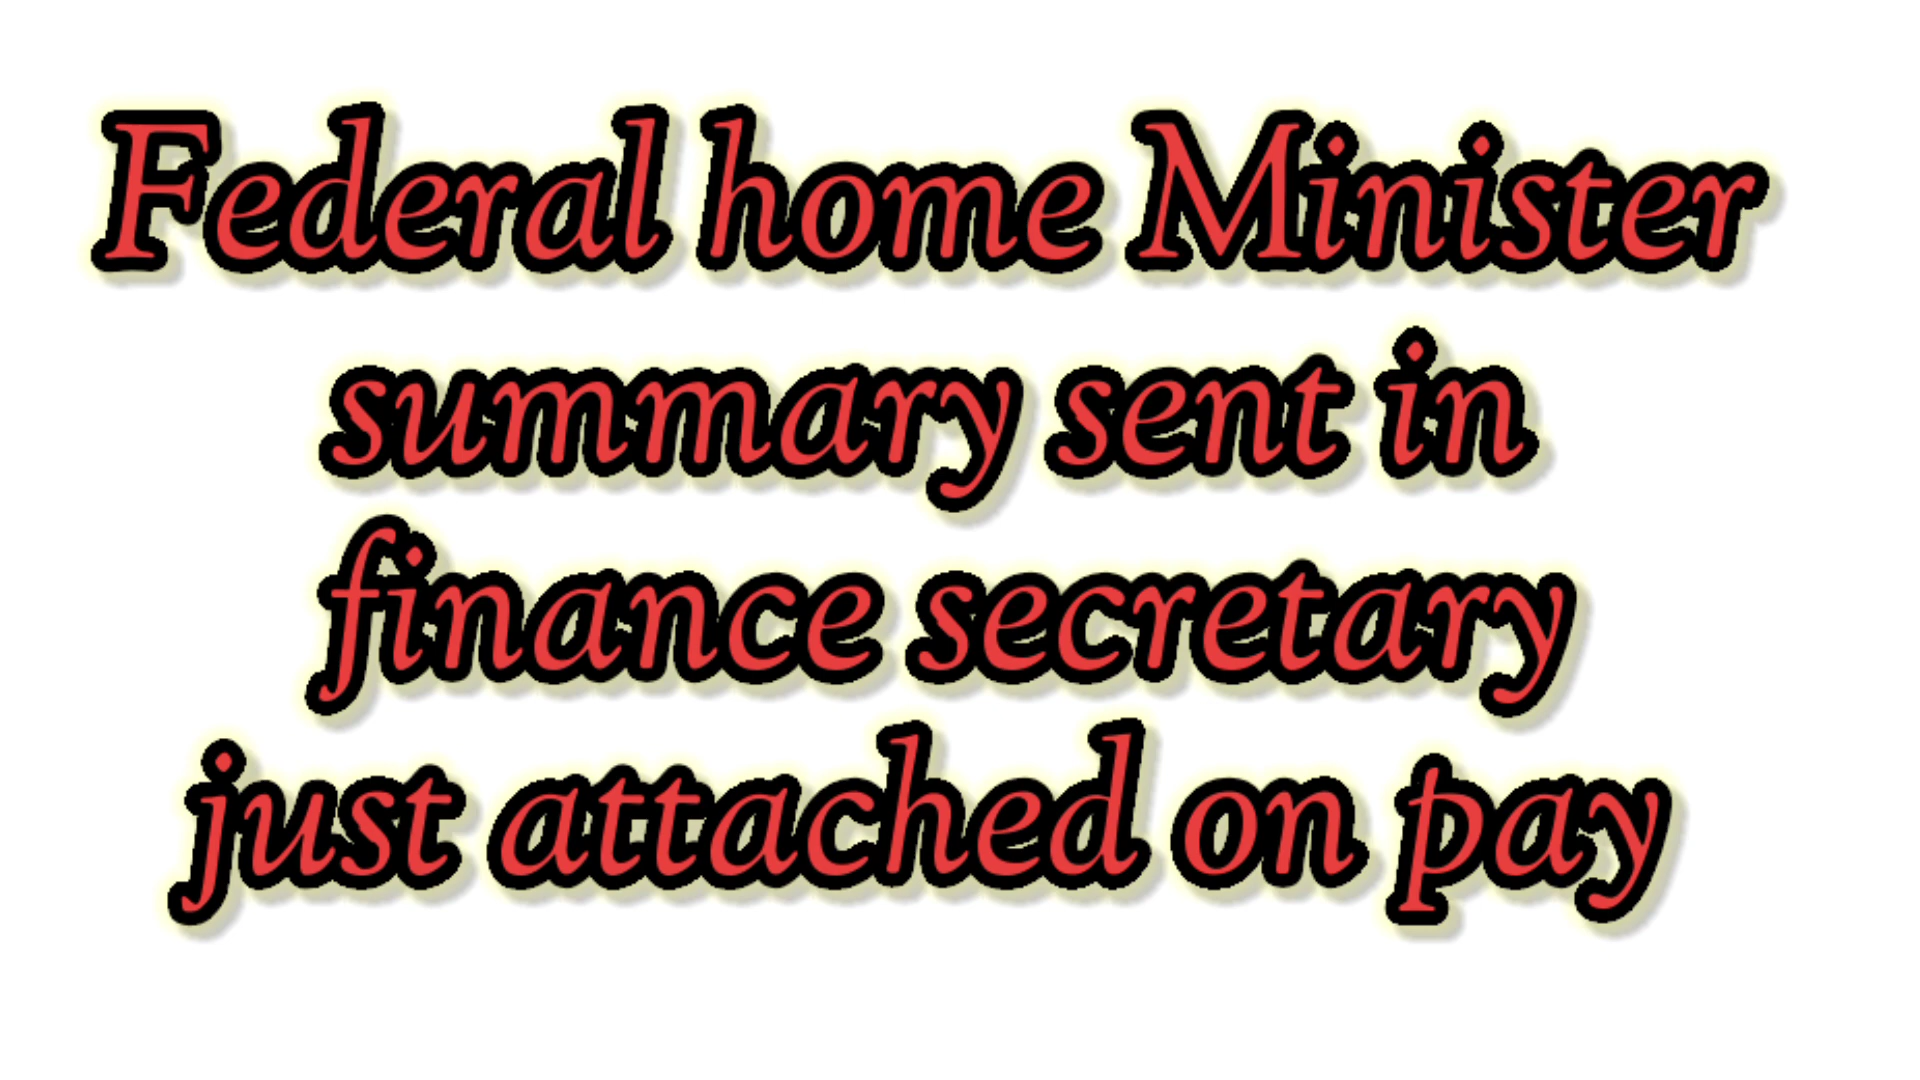 Federal home Minister
summary sent in
finance secretary
just attached on pay